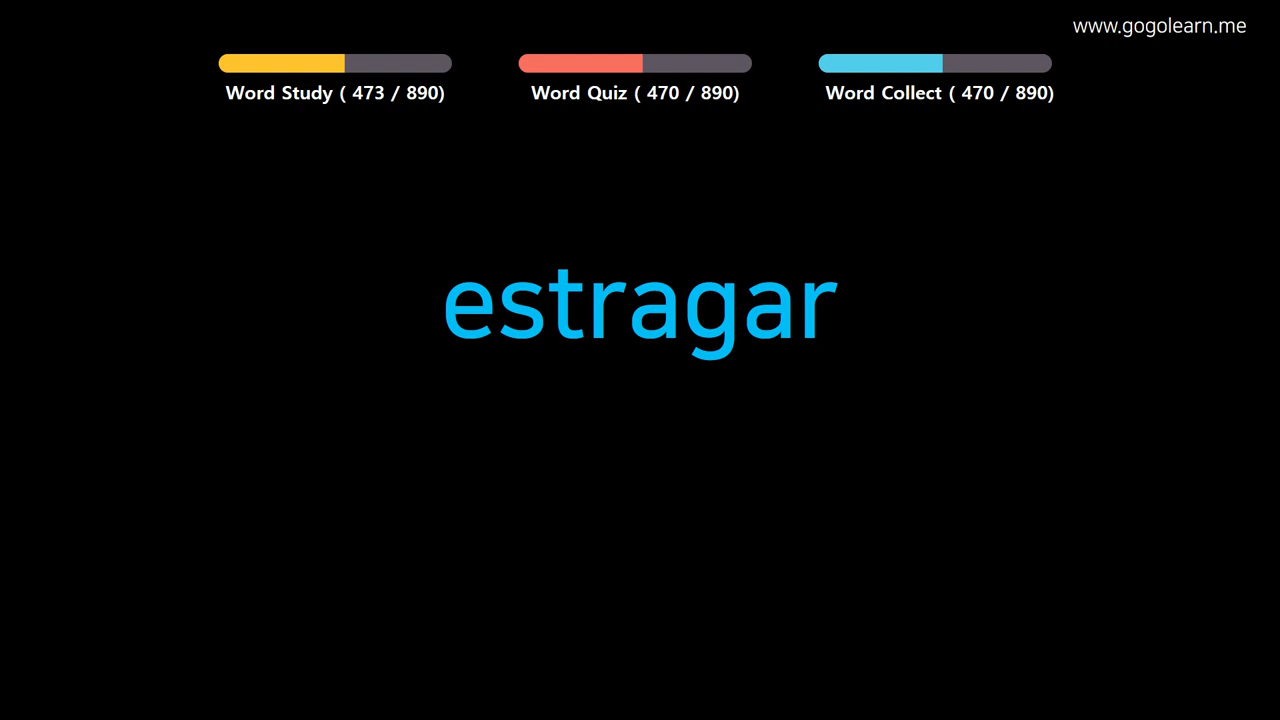 www.gogolearn.me
Word Study ( 473 / 890)
Word Quiz ( 470 / 890)
Word Collect ( 470 / 890)
estragar